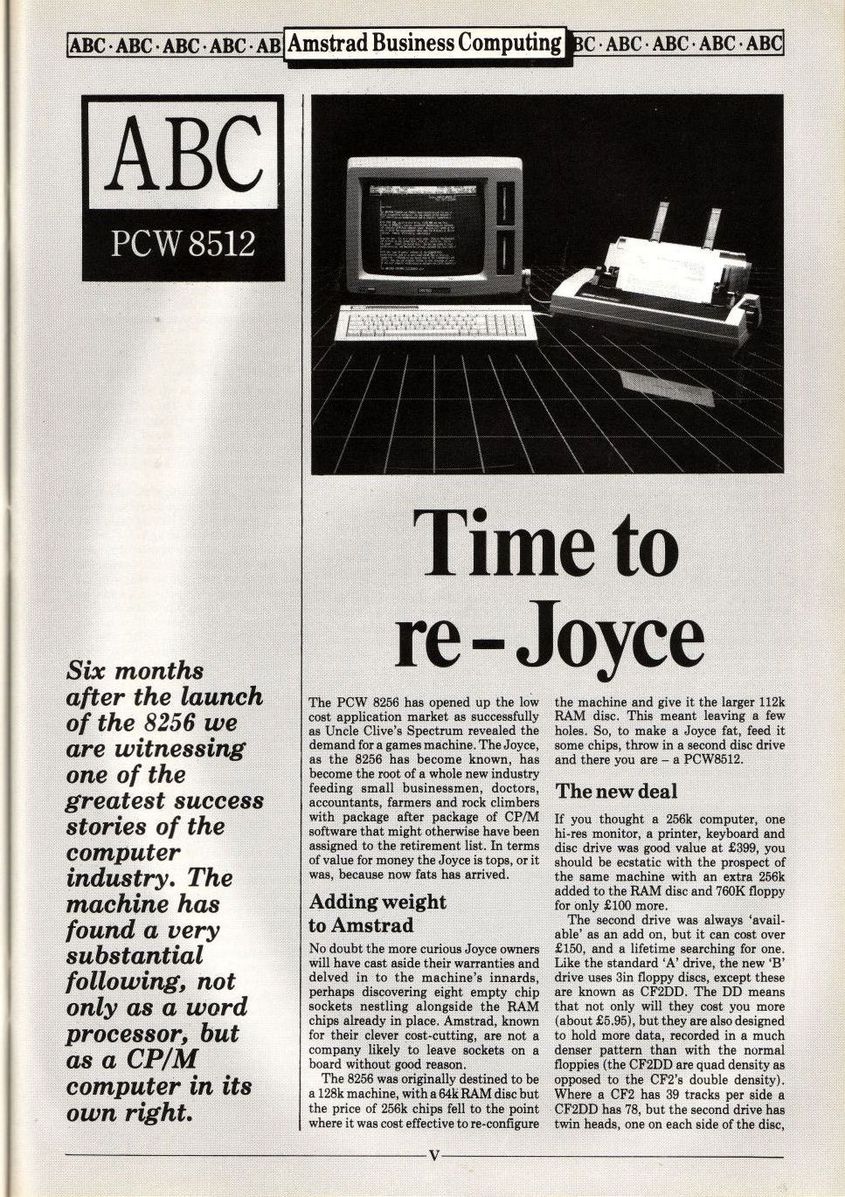 ABC · ABC · ABC · ABC · AB Amstrad Business Computing BC · ABC · ABC · ABC · ABC
ABC
PCW 8512
Time to
re – Joyce
Six months
after the launch
of the 8256 we
are witnessing
one of the
greatest success
stories of the
computer
industry. The
machine has
found a very
substantial
following, not
only as a word
processor, but
as a CP/M
computer in its
own right.
The PCW 8256 has opened up the low
cost application market as successfully
as Uncle Clive's Spectrum revealed the
demand for a games machine. The Joyce,
as the 8256 has become known, has
become the root of a whole new industry
feeding small businessmen, doctors,
accountants, farmers and rock climbers
with package after package of CP/M
software that might otherwise have been
assigned to the retirement list. In terms
of value for money the Joyce is tops, or it
was, because now fats has arrived.
Adding weight
to Amstrad
No doubt the more curious Joyce owners
will have cast aside their warranties and
delved in to the machine's innards,
perhaps discovering eight empty chip
sockets nestling alongside the RAM
chips already in place. Amstrad, known
for their clever cost-cutting, are not a
company likely to leave sockets on a
board without good reason.
The 8256 was originally destined to be
a 128k machine, with a 64k RAM disc but
the price of 256k chips fell to the point
where it was cost effective to re-configure
the machine and give it the larger 112k
RAM disc. This meant leaving a few
holes. So, to make a Joyce fat, feed it
some chips, throw in a second disc drive
and there you are – a PCW8512.
The new deal
If you thought a 256k computer, one
hi-res monitor, a printer, keyboard and
disc drive was good value at £399, you
should be ecstatic with the prospect of
the same machine with an extra 256k
added to the RAM disc and 760K floppy
for only £100 more.
The second drive was always 'avail-
able' as an add on, but it can cost over
£150, and a lifetime searching for one.
Like the standard 'A' drive, the new 'B'
drive uses 3in floppy discs, except these
are known as CF2DD. The DD means
that not only will they cost you more
(about £5.95), but they are also designed
to hold more data, recorded in a much
denser pattern than with the normal
floppies (the CF2DD are quad density as
opposed to the CF2's double density).
Where a CF2 has 39 tracks per side a
CF2DD has 78, but the second drive has
twin heads, one on each side of the disc,
V